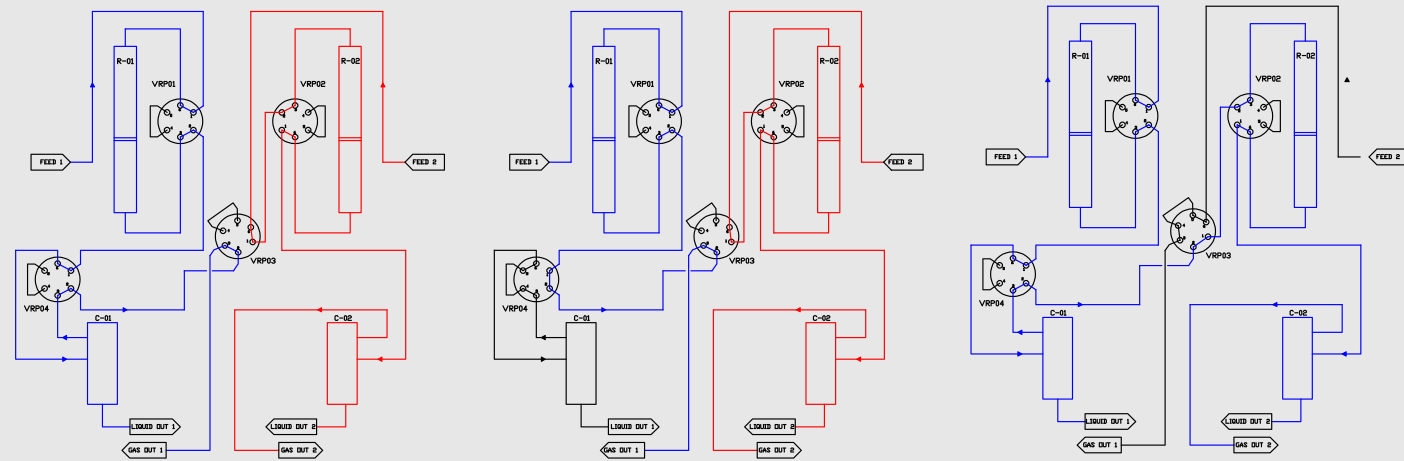 R-01
R-02
VRP01
VRP02
FEED 1
FEED 2
VRP03
VRP04
C-01
C-02
LIQUID OUT 1
LIQUID OUT 2
GAS OUT 1
GAS OUT 2
R-01
R-02
VRP01
VRP02
FEED 1
FEED 2
VRP03
VRP04
C-01
C-02
LIQUID OUT 1
LIQUID OUT 2
GAS OUT 1
GAS OUT 2
R-01
R-02
VRP01
VRP02
FEED 1
FEED 2
VRP03
VRP04
C-01
C-02
LIQUID OUT 1
LIQUID OUT 2
GAS OUT 1
GAS OUT 2